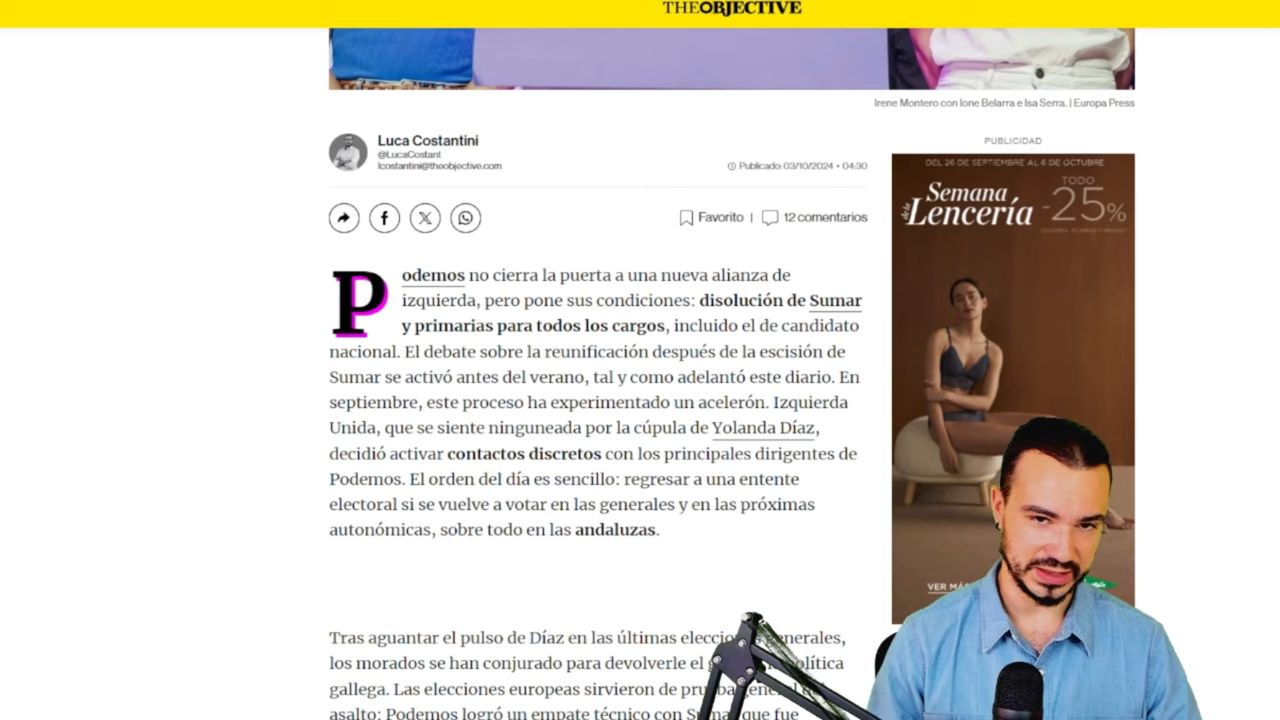 THEOBJECTIVE
Irene Montero con Ione Belarra e Isa Serra. | Europa Press
Luca Costantini
@LucaCostant
lcostantini@theobjective.com
Publicado: 03/10/2024 • 04:30
Favorito | 12 comentarios
Podemos no cierra la puerta a una nueva alianza de
izquierda, pero pone sus condiciones: disolución de Sumar
y primarias para todos los cargos, incluido el de candidato
nacional. El debate sobre la reunificación después de la escisión de
Sumar se activó antes del verano, tal y como adelantó este diario. En
septiembre, este proceso ha experimentado un acelerón. Izquierda
Unida, que se siente ninguneada por la cúpula de Yolanda Díaz,
decidió activar contactos discretos con los principales dirigentes de
Podemos. El orden del día es sencillo: regresar a una entente
electoral si se vuelve a votar en las generales y en las próximas
autonómicas, sobre todo en las andaluzas.
Tras aguantar el pulso de Díaz en las últimas elecciones generales,
los morados se han conjurado para devolverle el política
gallega. Las elecciones europeas sirvieron de prueba general del
asalto: Podemos logró un empate técnico con Sumar que fue
PUBLICIDAD
DEL 26 DE SEPTIEMBRE AL 6 DE OCTUBRE
Semana
de la Lencería
TODO
-25%
VER MÁS